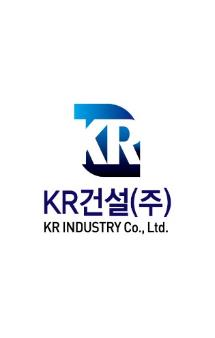 KR
KR건설(주)
KR INDUSTRY Co., Ltd.